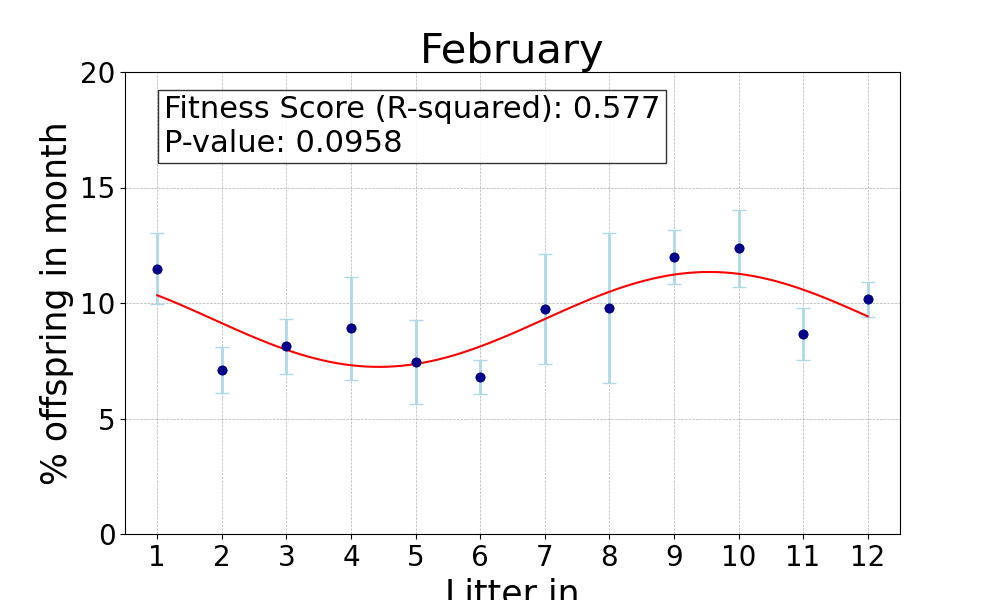 February
Fitness Score (R-squared): 0.577
P-value: 0.0958
% offspring in month
20
15
10
5
0
1 2 3 4 5 6 7 8 9 10 11 12
Litter in